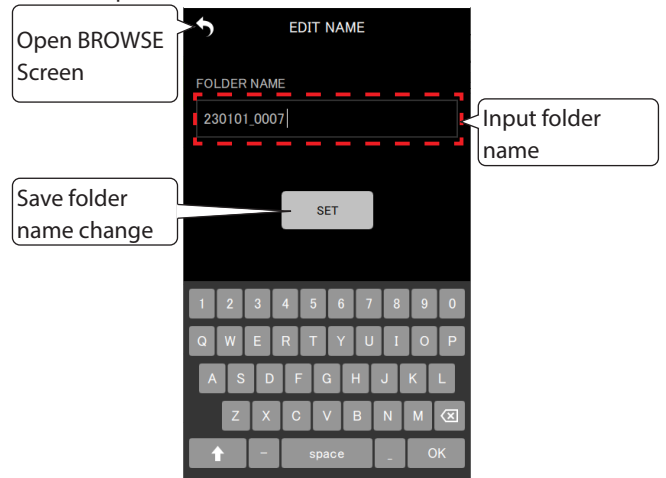 Open BROWSE
Screen
EDIT NAME
FOLDER NAME
230101_0007
Input folder
name
Save folder
name change
SET
1 2 3 4 5 6 7 8 9 0
Q W E R T Y U I O P
A S D F G H J K L
Z X C V B N M
- space _ OK